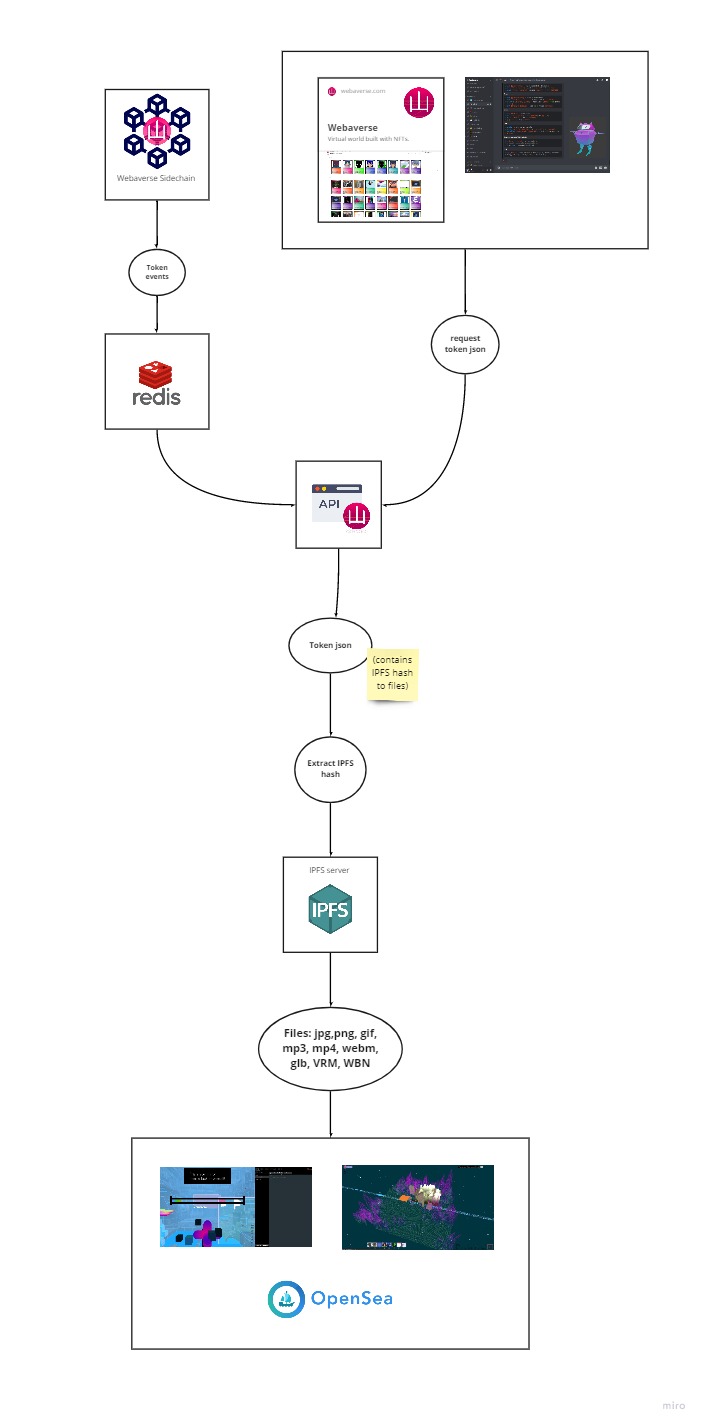 webaverse.com
Webaverse
Virtual world built with NFTs.
Webaverse Sidechain
Token
events
request
token json
redis
API
Token json
(contains
IPFS hash
to files)
Extract IPFS
hash
IPFS server
IPFS
Files: jpg,png, gif,
mp3, mp4, webm,
glb, VRM, WBN
OpenSea
miro